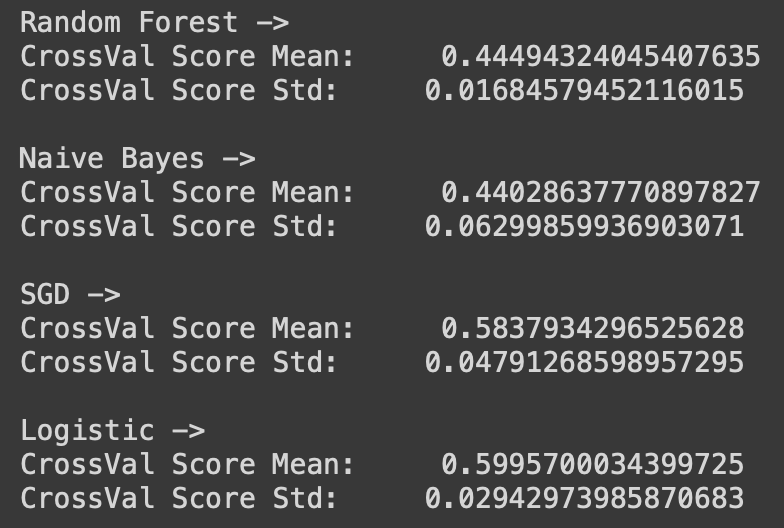 Random Forest ->
CrossVal Score Mean: 0.44494324045407635
CrossVal Score Std: 0.01684579452116015
Naive Bayes ->
CrossVal Score Mean: 0.44028637770897827
CrossVal Score Std: 0.06299859936903071
SGD ->
CrossVal Score Mean: 0.5837934296525628
CrossVal Score Std: 0.04791268598957295
Logistic ->
CrossVal Score Mean: 0.5995700034399725
CrossVal Score Std: 0.02942973985870683